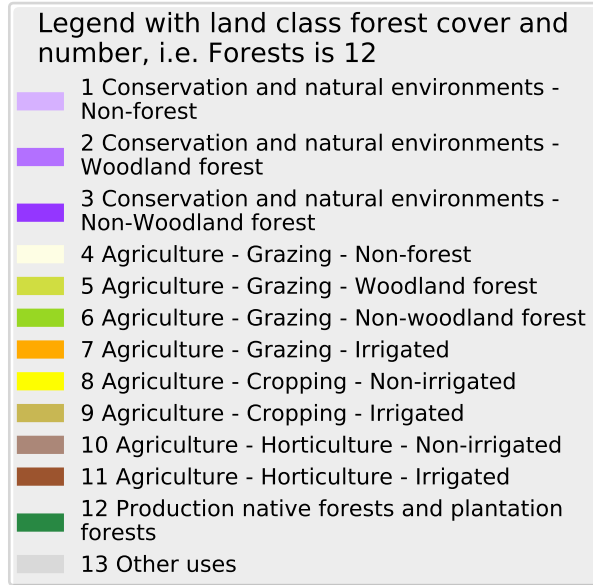 Legend with land class forest cover and
number, i.e. Forests is 12
1 Conservation and natural environments -
Non-forest
2 Conservation and natural environments -
Woodland forest
3 Conservation and natural environments -
Non-Woodland forest
4 Agriculture - Grazing - Non-forest
5 Agriculture - Grazing - Woodland forest
6 Agriculture - Grazing - Non-woodland forest
7 Agriculture - Grazing - Irrigated
8 Agriculture - Cropping - Non-irrigated
9 Agriculture - Cropping - Irrigated
10 Agriculture - Horticulture - Non-irrigated
11 Agriculture - Horticulture - Irrigated
12 Production native forests and plantation
forests
13 Other uses